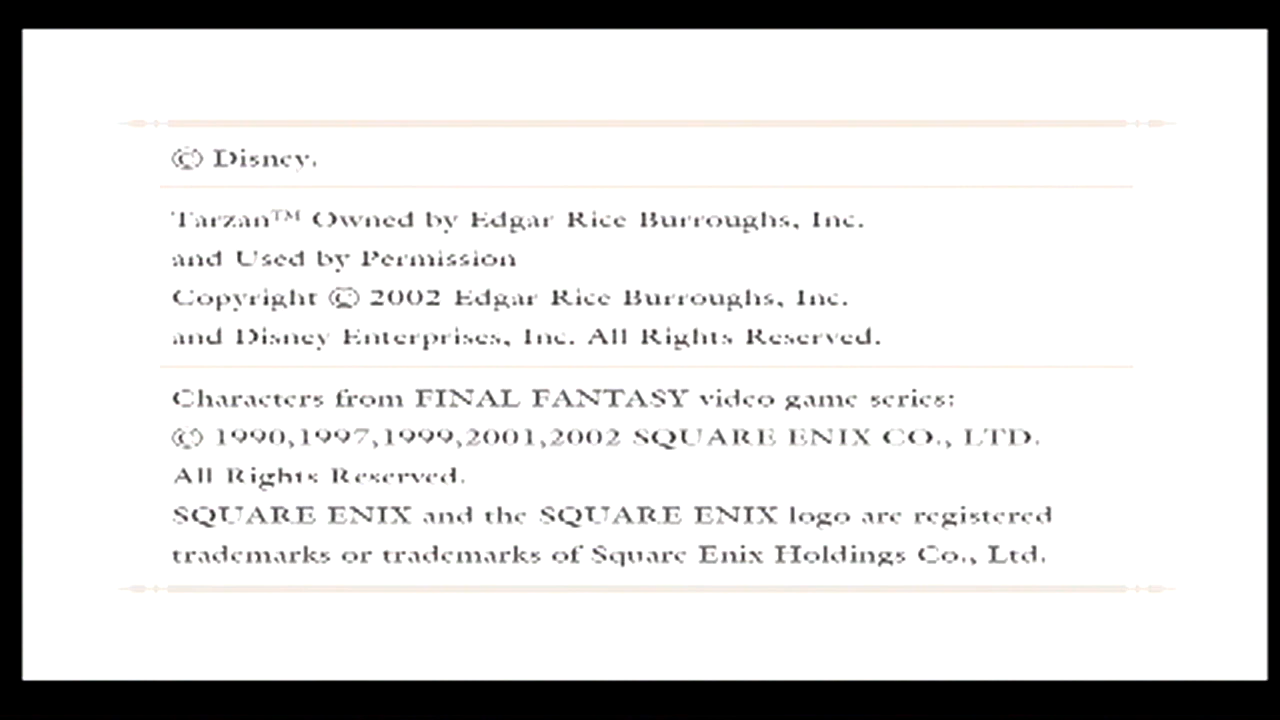 © Disney.
Tarzan™ Owned by Edgar Rice Burroughs, Inc.
and Used by Permission
Copyright © 2002 Edgar Rice Burroughs, Inc.
and Disney Enterprises, Inc. All Rights Reserved.
Characters from FINAL FANTASY video game series:
© 1990,1997,1999,2001,2002 SQUARE ENIX CO., LTD.
All Rights Reserved.
SQUARE ENIX and the SQUARE ENIX logo are registered
trademarks or trademarks of Square Enix Holdings Co., Ltd.